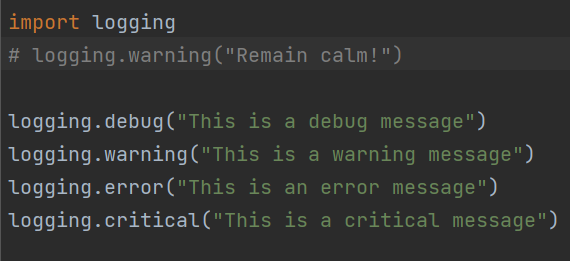 import logging
# logging.warning("Remain calm!")
logging.debug("This is a debug message")
logging.warning("This is a warning message")
logging.error("This is an error message")
logging.critical("This is a critical message")